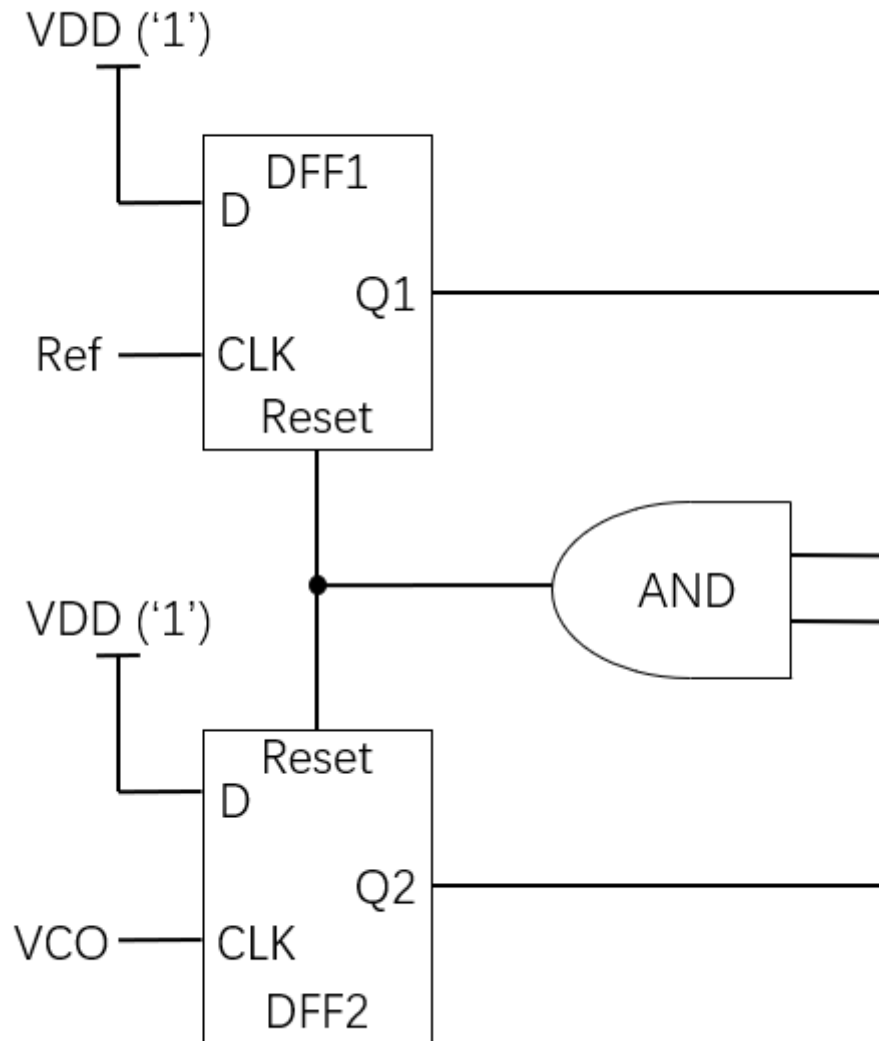 VDD (‘1’)
DFF1
D
Q1
Ref
CLK
Reset
AND
VDD (‘1’)
Reset
D
Q2
VCO
CLK
DFF2